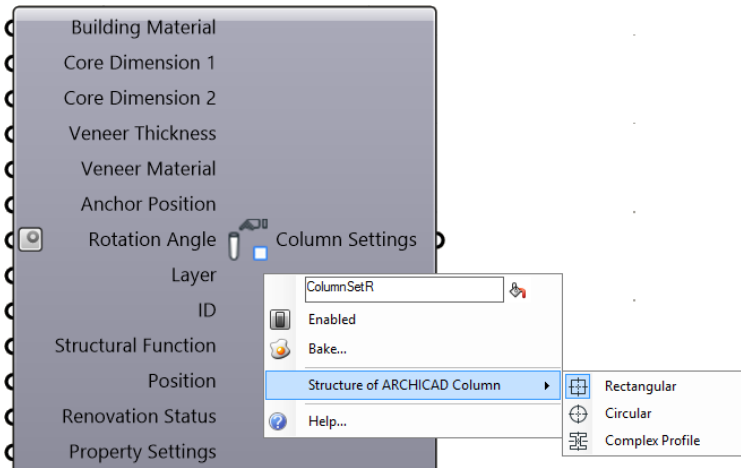 Building Material
Core Dimension 1
Core Dimension 2
Veneer Thickness
Veneer Material
Anchor Position
Rotation Angle
Column Settings
Layer
ID
Structural Function
Position
Renovation Status
Property Settings
ColumnSetR
Enabled
Bake...
Structure of ARCHICAD Column
Help...
Rectangular
Circular
Complex Profile